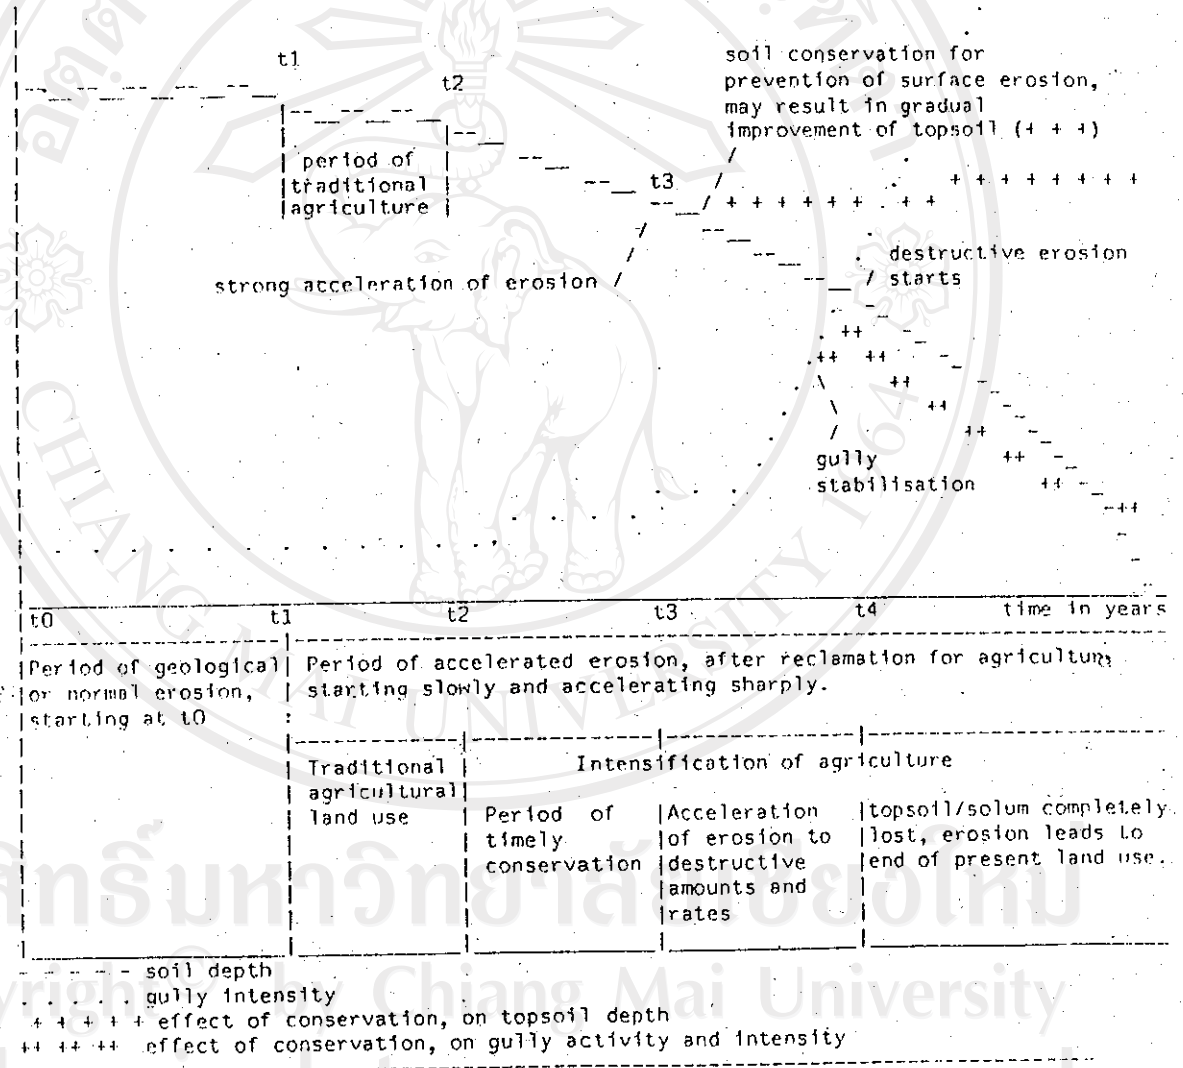 t1
t2
soil conservation for
prevention of surface erosion,
may result in gradual
improvement of topsoil (+ + +)
period of
traditional
agriculture
t3
+ + + + + + + +
+ + + + + + . + +
destructive erosion
starts
strong acceleration of erosion
gully
stabilisation
t0 t1 t2 t3 t4 time in years
Period of geological
or normal erosion,
starting at t0
Period of accelerated erosion, after reclamation for agriculture
starting slowly and accelerating sharply.
Traditional
agricultural
land use
Intensification of agriculture
Period of
timely
conservation
Acceleration
of erosion to
destructive
amounts and
rates
topsoil/solum completely
lost, erosion leads to
end of present land use.
- - - - - soil depth
. . . . . gully intensity
+ + + + + effect of conservation, on topsoil depth
++ ++ ++ effect of conservation, on gully activity and intensity
CHIANG MAI UNIVERSITY 1964
by Chiang Mai University